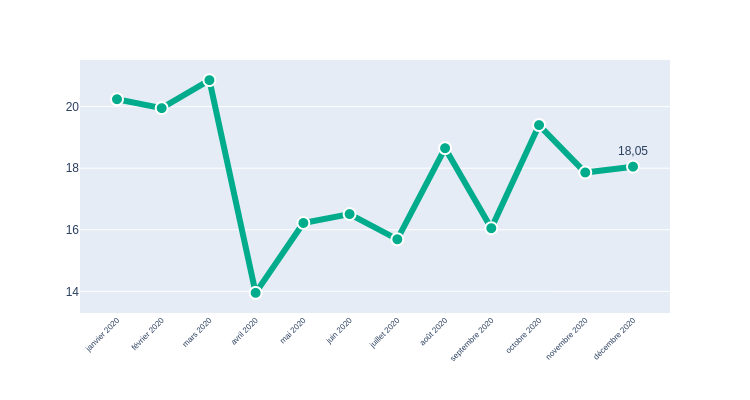 20
18,05
18
16
14
janvier 2020
février 2020
mars 2020
avril 2020
mai 2020
juin 2020
juillet 2020
août 2020
septembre 2020
octobre 2020
novembre 2020
décembre 2020